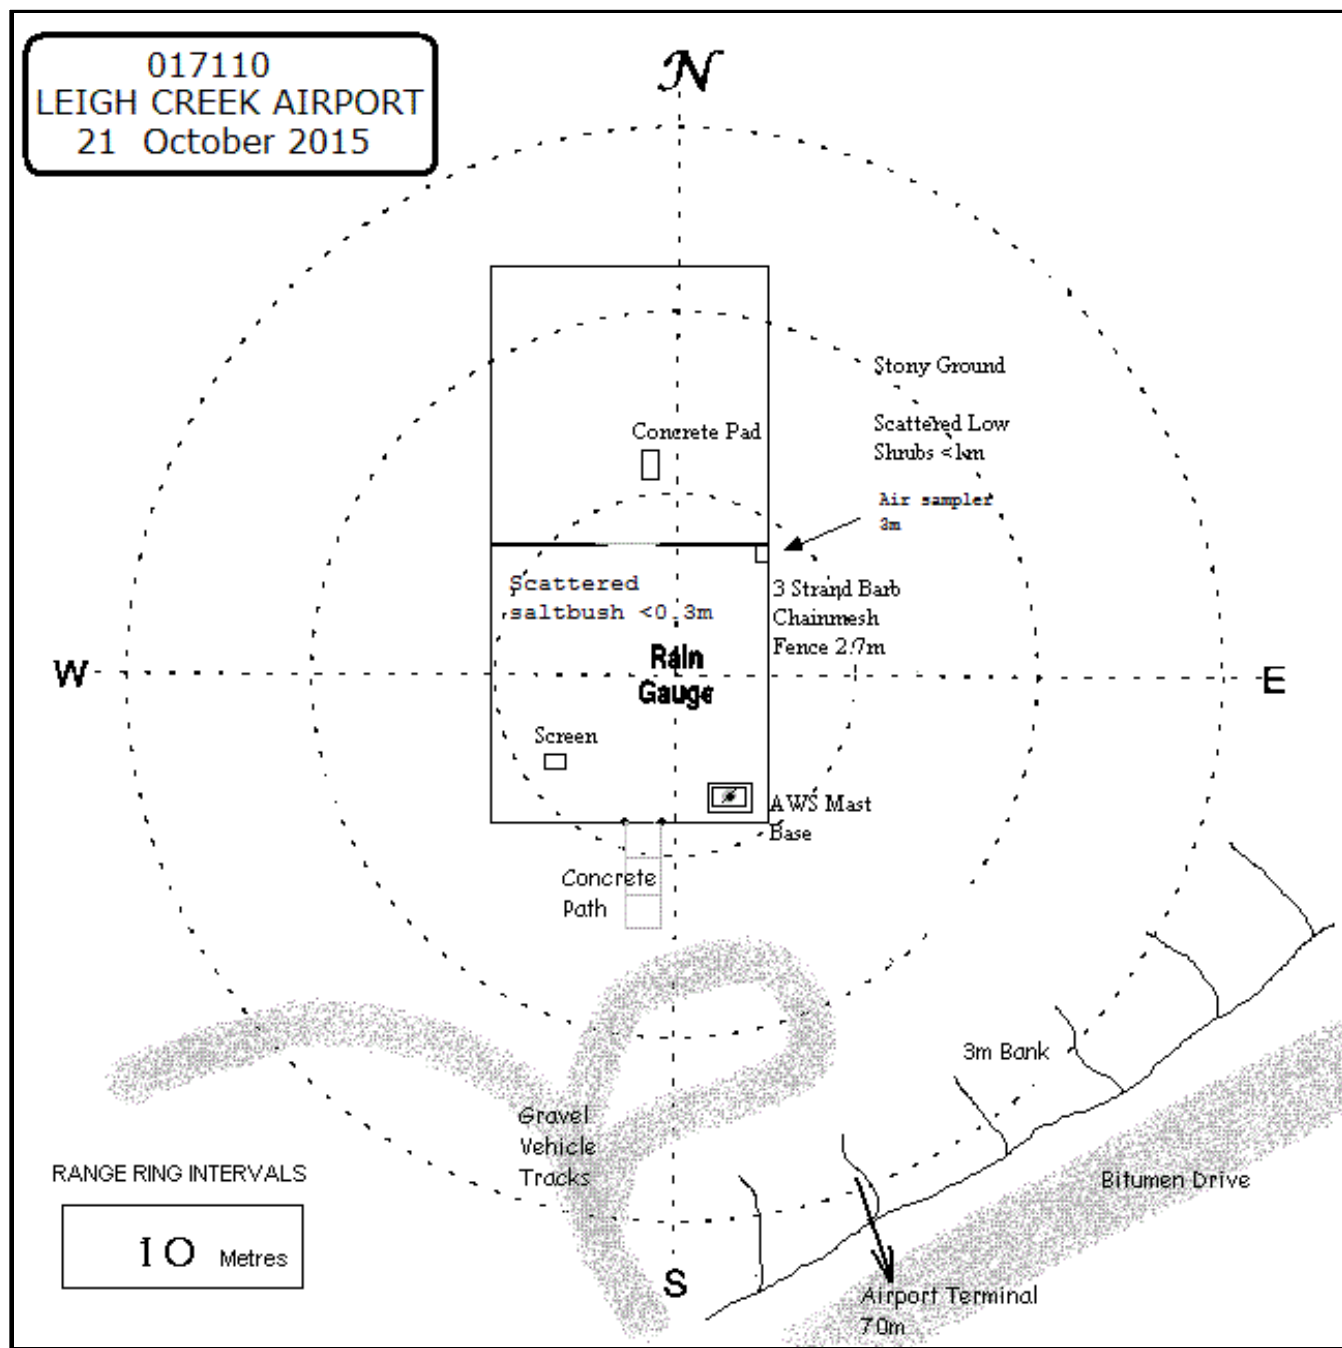 017110
LEIGH CREEK AIRPORT
21 October 2015
N
Stony Ground
Scattered Low
Shrubs <1m
Concrete Pad
Air sampler
3m
Scattered
saltbush <0.3m
3 Strand Barb
Chainmesh
Fence 2.7m
Rain
Gauge
W
E
Screen
AWS Mast
Base
Concrete
Path
3m Bank
Gravel
Vehicle
Tracks
Bitumen Drive
RANGE RING INTERVALS
10 Metres
S
Airport Terminal
70m